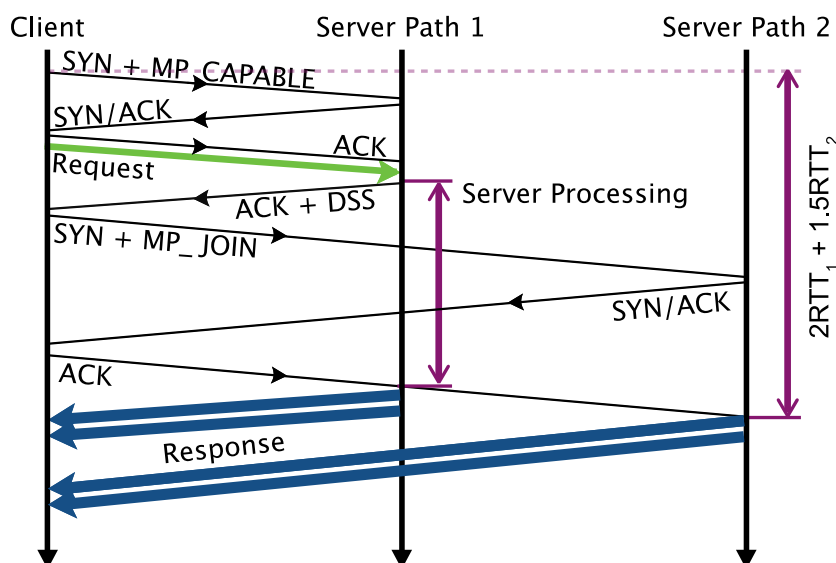 Client
Server Path 1
Server Path 2
SYN + MP_CAPABLE
SYN/ACK
ACK
Request
ACK + DSS
Server Processing
SYN + MP_JOIN
SYN/ACK
ACK
Response
2RTT₁ + 1.5RTT₂